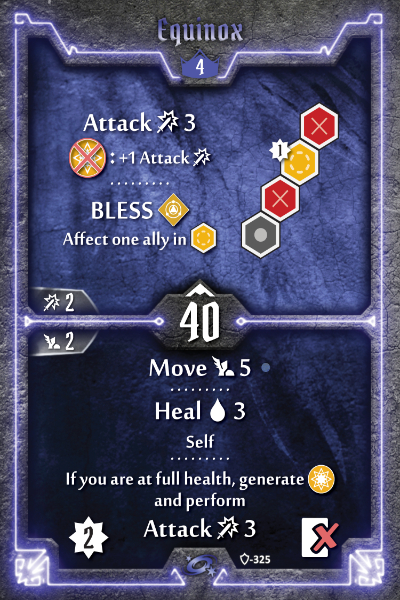 Equinox
4
Attack 3
: +1 Attack
1
BLESS
Affect one ally in
2
40
2
Move 5
Heal 3
Self
If you are at full health, generate
and perform
Attack 3
2
-325